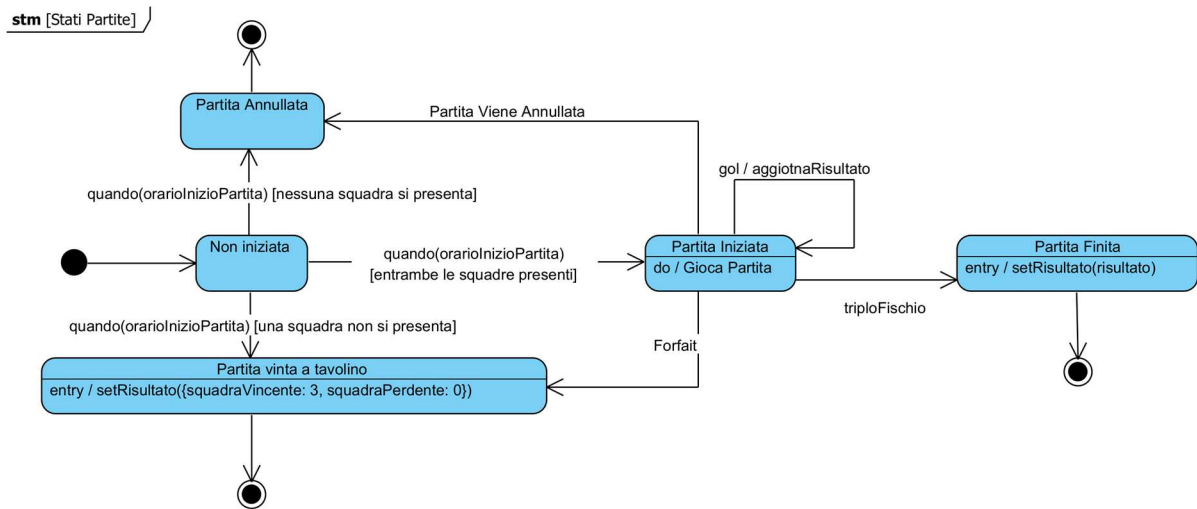 stm [Stati Partite]
Partita Annullata
Partita Viene Annullata
gol / aggiotnaRisultato
quando(orarioInizioPartita) [nessuna squadra si presenta]
Non iniziata
quando(orarioInizioPartita)
[entrambe le squadre presenti]
Partita Iniziata
do / Gioca Partita
Partita Finita
entry / setRisultato(risultato)
triploFischio
quando(orarioInizioPartita) [una squadra non si presenta]
Forfait
Partita vinta a tavolino
entry / setRisultato({squadraVincente: 3, squadraPerdente: 0})